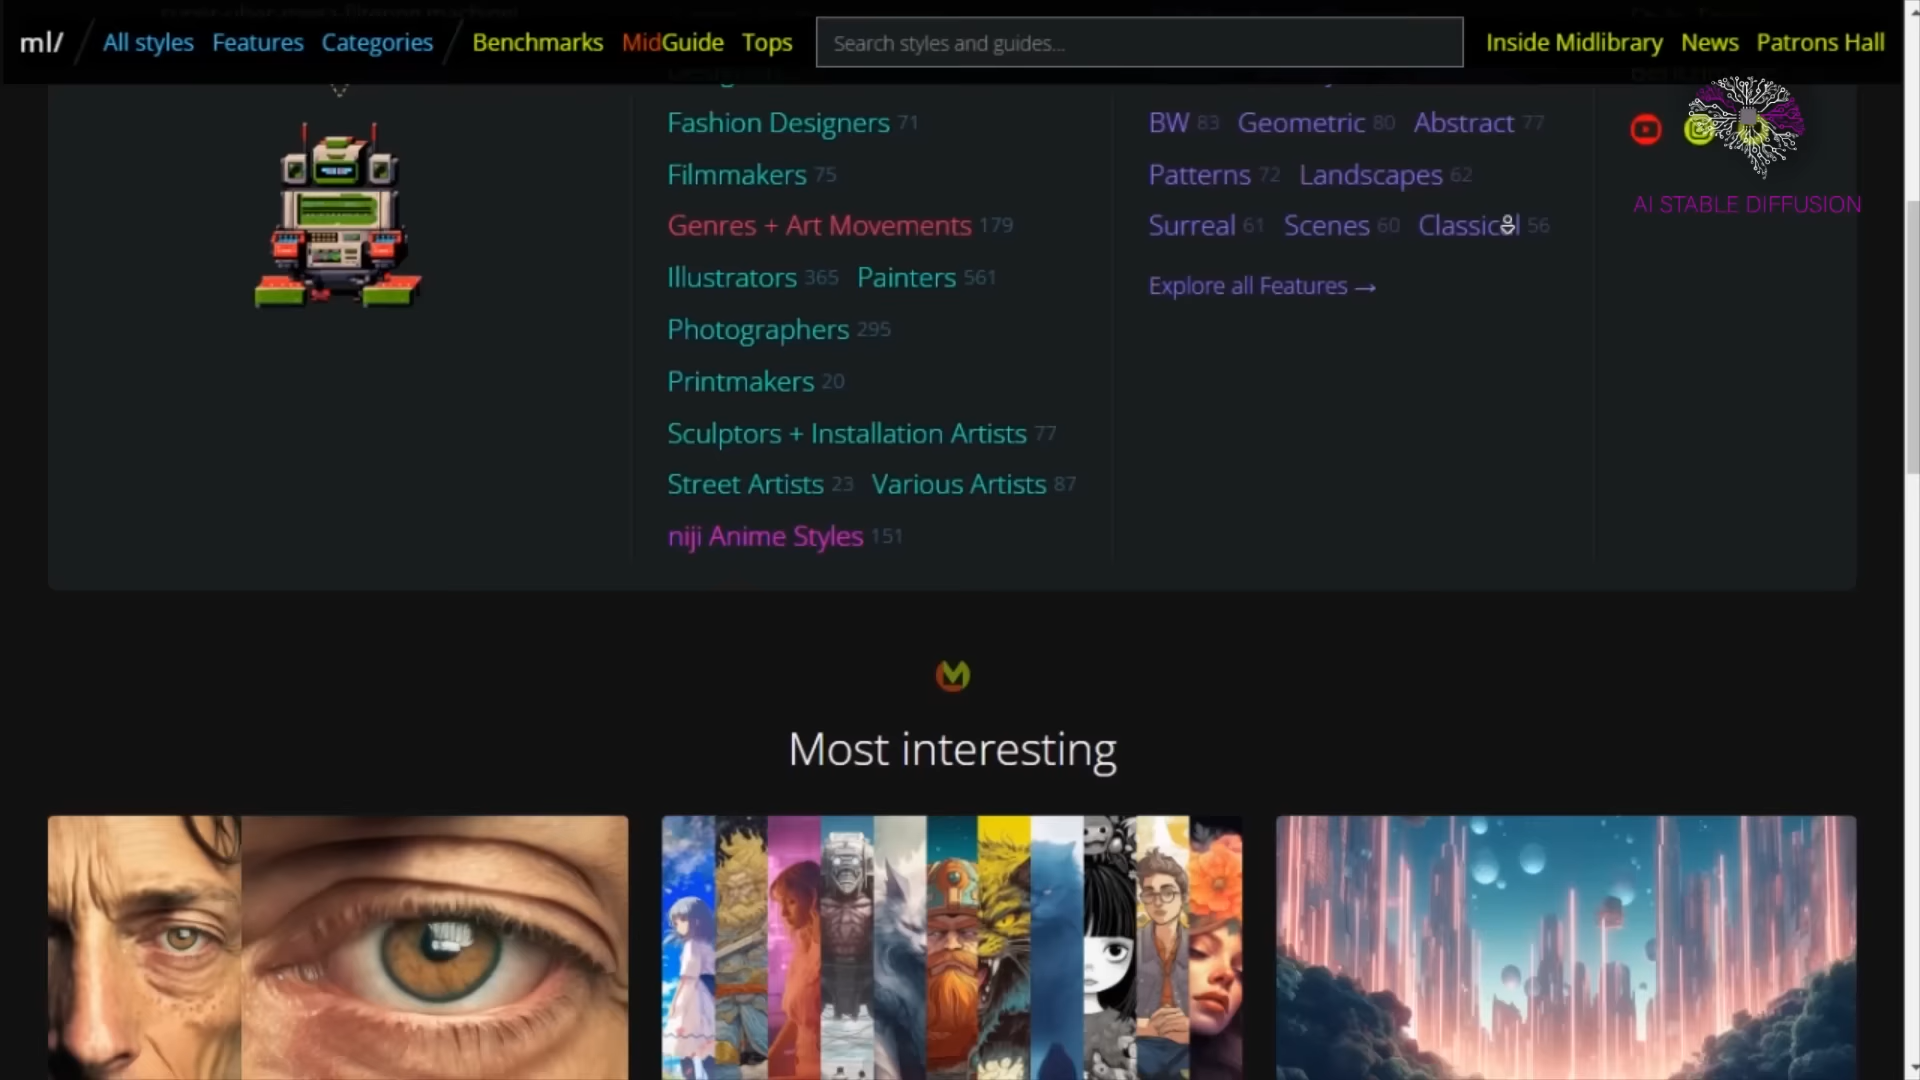 ml/ All styles Features Categories Benchmarks MidGuide Tops Search styles and guides... Inside Midlibrary News Patrons Hall
Fashion Designers 71
Filmmakers 75
Genres + Art Movements 179
Illustrators 365 Painters 561
Photographers 295
Printmakers 20
Sculptors + Installation Artists 77
Street Artists 23 Various Artists 87
niji Anime Styles 151
BW 83 Geometric 80 Abstract 77
Patterns 72 Landscapes 62
Surreal 61 Scenes 60 Classical 56
Explore all Features →
AI STABLE DIFFUSION
Most interesting